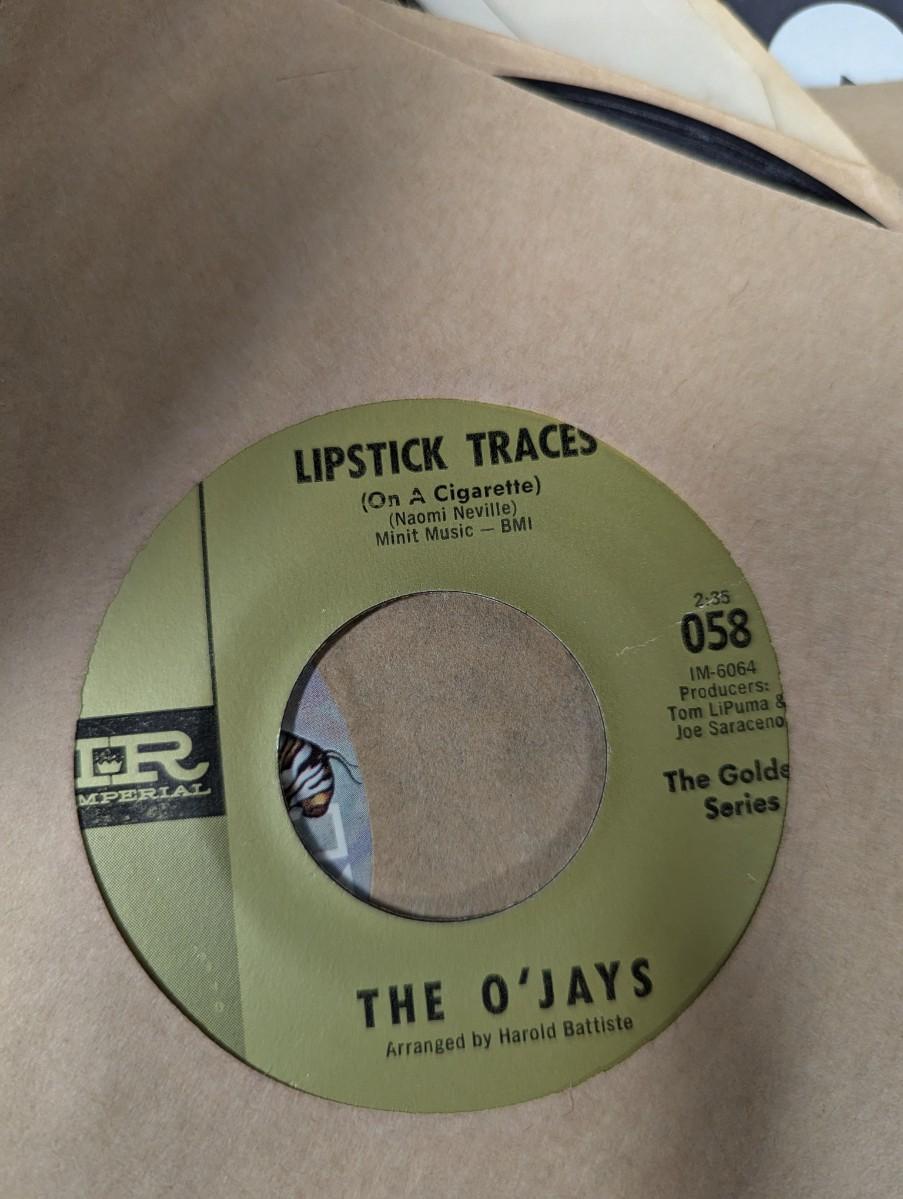 LIPSTICK TRACES
(On A Cigarette)
(Naomi Neville)
Minit Music — BMI
2:35
058
IM-6064
Producers:
Tom LiPuma &
Joe Saraceno
The Golde
Series
IR
MPERIAL
THE O'JAYS
Arranged by Harold Battiste